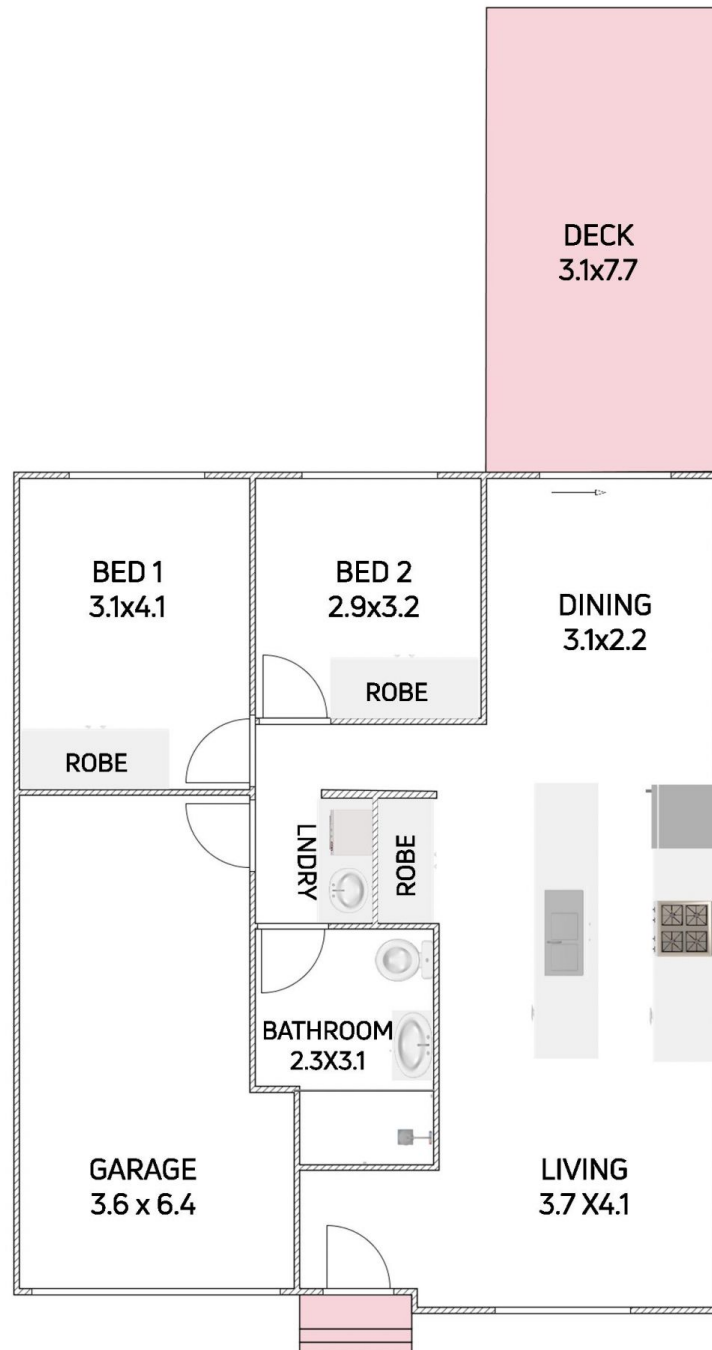 DECK
3.1x7.7
BED 1
3.1x4.1
BED 2
2.9x3.2
DINING
3.1x2.2
ROBE
ROBE
LNDRY
ROBE
BATHROOM
2.3X3.1
GARAGE
3.6 x 6.4
LIVING
3.7 X4.1